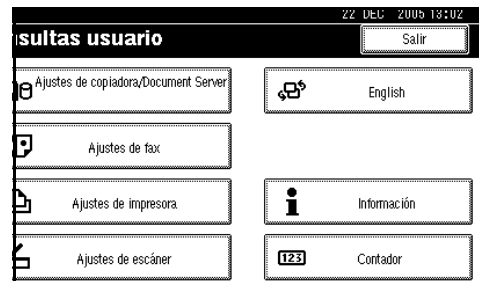 22 DEC 2005 13:02
sultas usuario
Salir
Ajustes de copiadora/Document Server
English
Ajustes de fax
Ajustes de impresora
Información
Ajustes de escáner
123 Contador